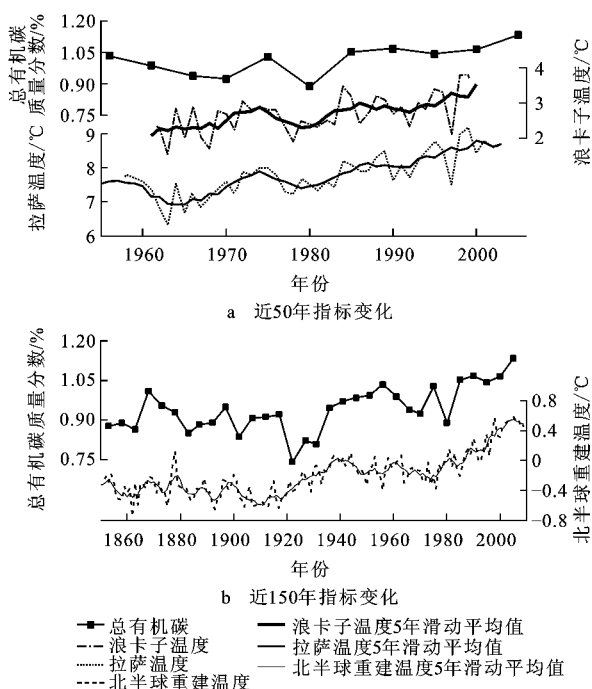 总有机碳
质量分数/%
1.20
1.05
0.90
0.75
拉萨温度/℃
9
8
7
6
浪卡子温度/℃
4
3
2
1960
1970
1980
1990
2000
年份
a 近50年指标变化
总有机碳质量分数/%
1.20
1.05
0.90
0.75
北半球重建温度/℃
0.8
0.4
0
−0.4
−0.8
1860
1880
1900
1920
1940
1960
1980
2000
年份
b 近150年指标变化
总有机碳
浪卡子温度
拉萨温度
北半球重建温度
浪卡子温度5年滑动平均值
拉萨温度5年滑动平均值
北半球重建温度5年滑动平均值